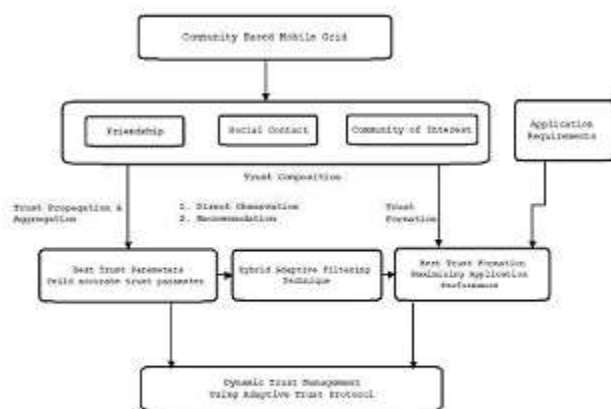 Community Based Mobile Grid
Friendship
Social Contact
Community of Interest
Application
Requirements
Trust Composition
Trust Propagation &
Aggregation
1. Direct Observation
2. Recommendation
Trust
Formation
Best Trust Parameters
accurate trust parameter
Hybrid Adaptive Filtering
Technique
Best Trust Formation
Maximizing Application
Performance
Dynamic Trust Management
Using Adaptive Trust Protocol